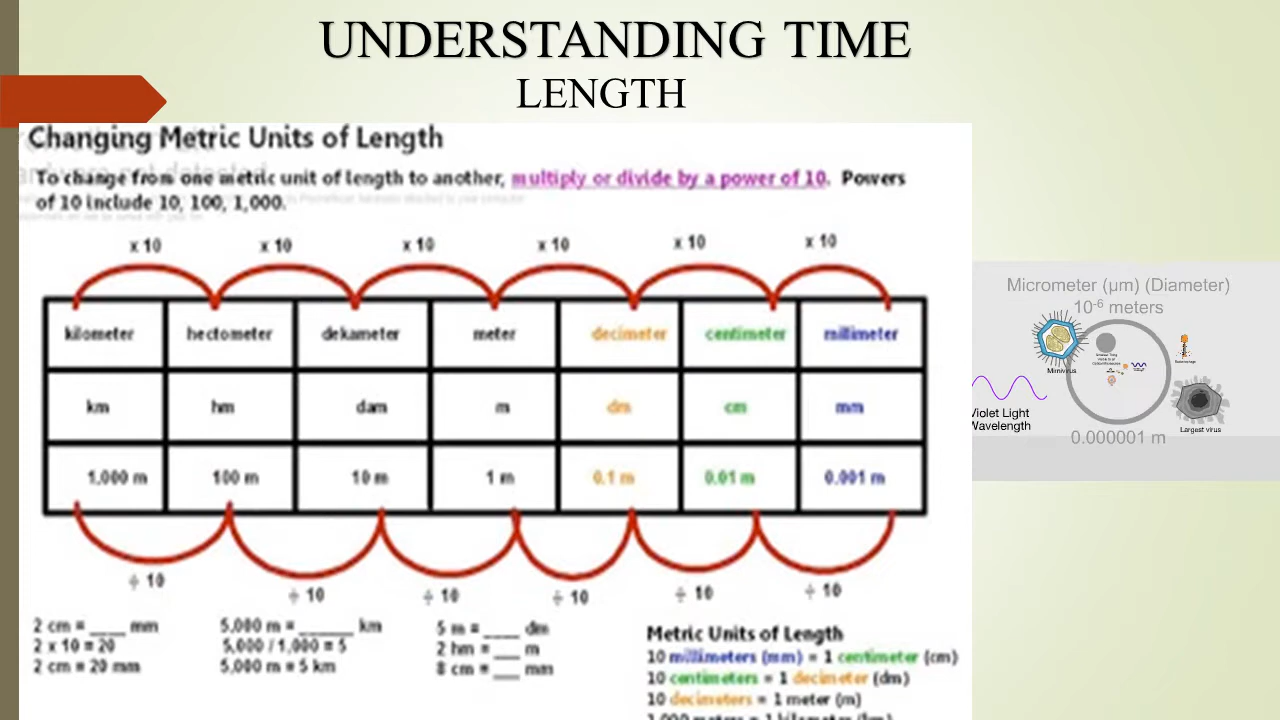 UNDERSTANDING TIME
LENGTH
Changing Metric Units of Length
To change from one metric unit of length to another, multiply or divide by a power of 10. Powers
of 10 include 10, 100, 1,000.
x 10 x 10 x 10 x 10 x 10 x 10
kilometer hectometer dekameter meter decimeter centimeter millimeter
km hm dam m dm cm mm
1,000 m 100 m 10 m 1 m 0.1 m 0.01 m 0.001 m
÷ 10 ÷ 10 ÷ 10 ÷ 10 ÷ 10 ÷ 10
2 cm = ____ mm
2 x 10 = 20
2 cm = 20 mm
5,000 m = ______ km
5,000 / 1,000 = 5
5,000 m = 5 km
5 m = ____ dm
2 hm = ___ m
8 cm = ___ mm
Metric Units of Length
10 millimeters (mm) = 1 centimeter (cm)
10 centimeters = 1 decimeter (dm)
10 decimeters = 1 meter (m)
1,000 meters = 1 kilometer (km)
Micrometer (µm) (Diameter)
10-6 meters
Mimivirus
Violet Light
Wavelength
Largest virus
0.000001 m